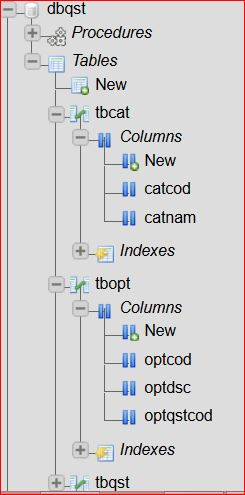 dbqst
Procedures
Tables
New
tbcat
Columns
New
catcod
catnam
Indexes
tbopt
Columns
New
optcod
optdsc
optqstcod
Indexes
tbqst